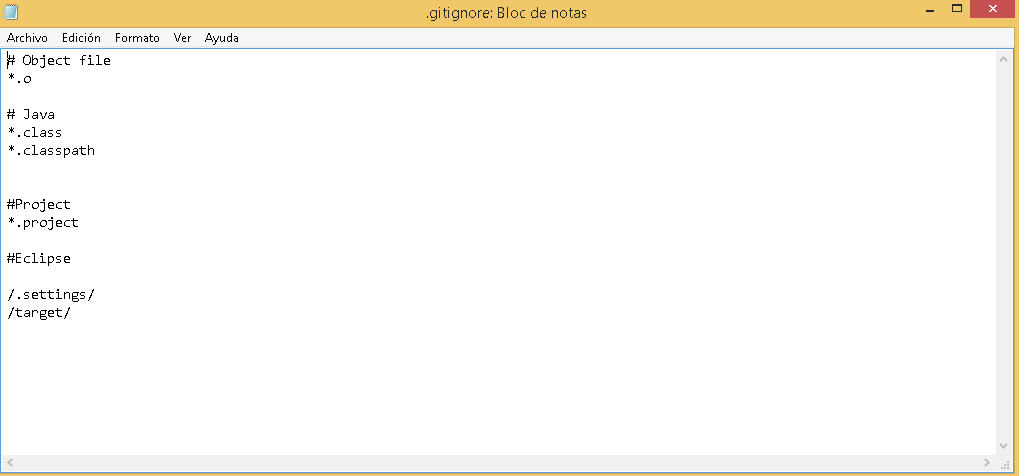 .gitignore: Bloc de notas
Archivo Edición Formato Ver Ayuda
# Object file
*.o
# Java
*.class
*.classpath
#Project
*.project
#Eclipse
/.settings/
/target/